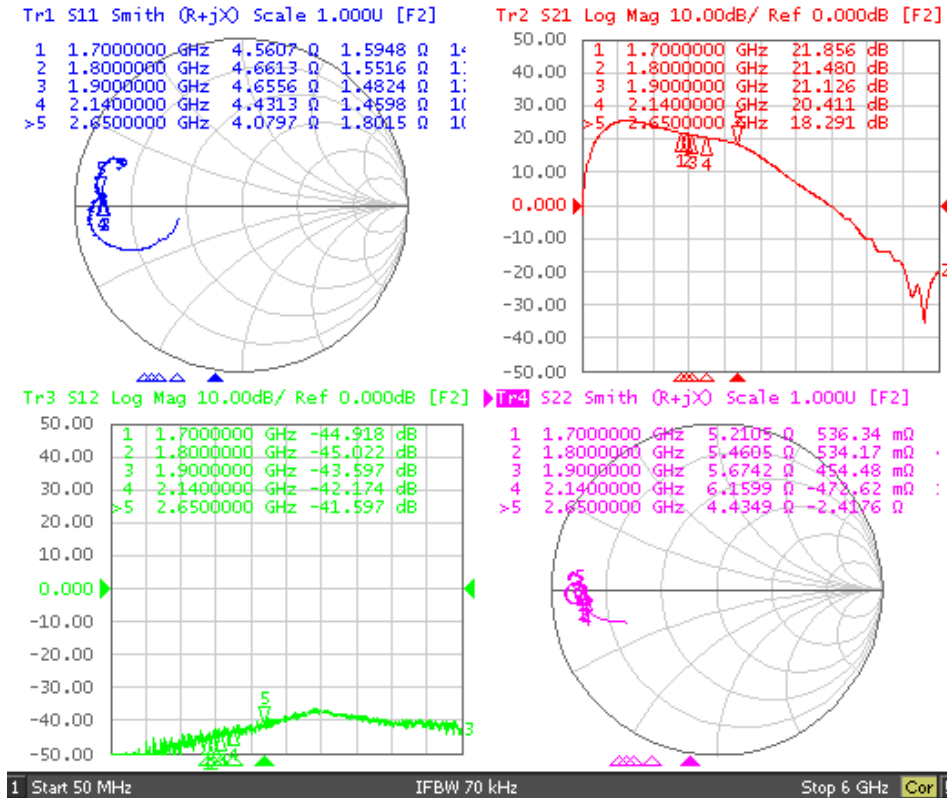 Tr1 S11 Smith (R+jX) Scale 1.000U [F2]
1 1.7000000 GHz 4.5607 Ω 1.5948 Ω
2 1.8000000 GHz 4.6613 Ω 1.5516 Ω
3 1.9000000 GHz 4.6556 Ω 1.4824 Ω
4 2.1400000 GHz 4.4313 Ω 1.4598 Ω
>5 2.6500000 GHz 4.0797 Ω 1.8015 Ω
Tr2 S21 Log Mag 10.00dB/ Ref 0.000dB [F2]
50.00
40.00
30.00
20.00
10.00
0.000
-10.00
-20.00
-30.00
-40.00
-50.00
1 1.7000000 GHz 21.856 dB
2 1.8000000 GHz 21.480 dB
3 1.9000000 GHz 21.126 dB
4 2.1400000 GHz 20.411 dB
>5 2.6500000 GHz 18.291 dB
5
1 2 3 4
2
Tr3 S12 Log Mag 10.00dB/ Ref 0.000dB [F2]
50.00
40.00
30.00
20.00
10.00
0.000
-10.00
-20.00
-30.00
-40.00
-50.00
1 1.7000000 GHz -44.918 dB
2 1.8000000 GHz -45.022 dB
3 1.9000000 GHz -43.597 dB
4 2.1400000 GHz -42.174 dB
>5 2.6500000 GHz -41.597 dB
5
3
Tr4 S22 Smith (R+jX) Scale 1.000U [F2]
1 1.7000000 GHz 5.2105 Ω 536.34 mΩ
2 1.8000000 GHz 5.4605 Ω 534.17 mΩ
3 1.9000000 GHz 5.6742 Ω 454.48 mΩ
4 2.1400000 GHz 6.1599 Ω -472.62 mΩ
>5 2.6500000 GHz 4.4349 Ω -2.4176 Ω
1 Start 50 MHz IFBW 70 kHz Stop 6 GHz Cor